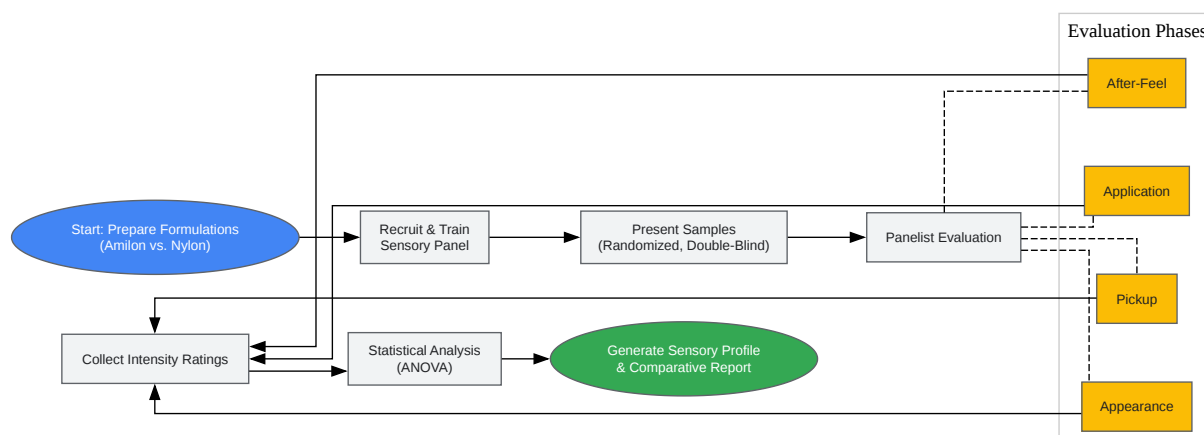 Evaluation Phases
After-Feel
Application
Start: Prepare Formulations
(Amilon vs. Nylon)
Recruit & Train
Sensory Panel
Present Samples
(Randomized, Double-Blind)
Panelist Evaluation
Pickup
Collect Intensity Ratings
Statistical Analysis
(ANOVA)
Generate Sensory Profile
& Comparative Report
Appearance